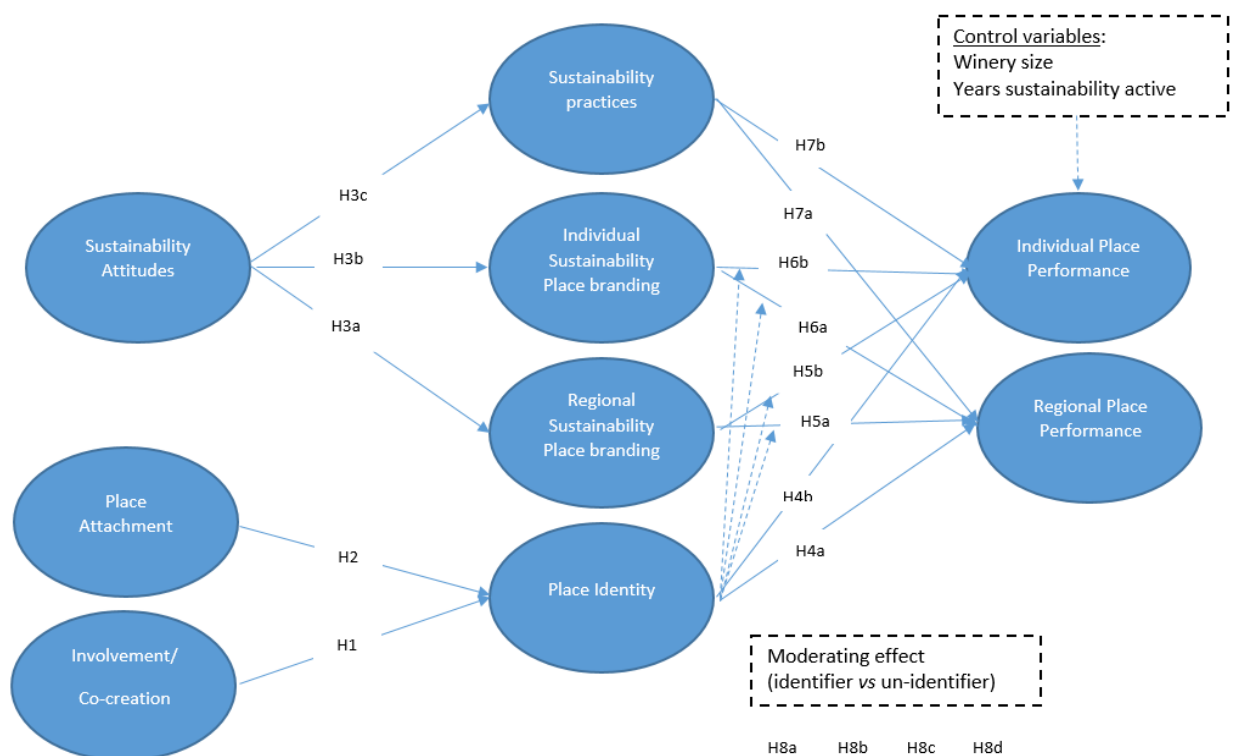 Control variables:
Winery size
Years sustainability active
Sustainability
practices
H7b
H3c
H7a
Sustainability
Attitudes
H3b
Individual
Sustainability
Place branding
H6b
Individual Place
Performance
H3a
H6a
H5b
Regional
Sustainability
Place branding
H5a
Regional Place
Performance
Place
Attachment
H4b
H2
H4a
Place Identity
Involvement/
Co-creation
H1
Moderating effect
(identifier vs un-identifier)
H8a H8b H8c H8d